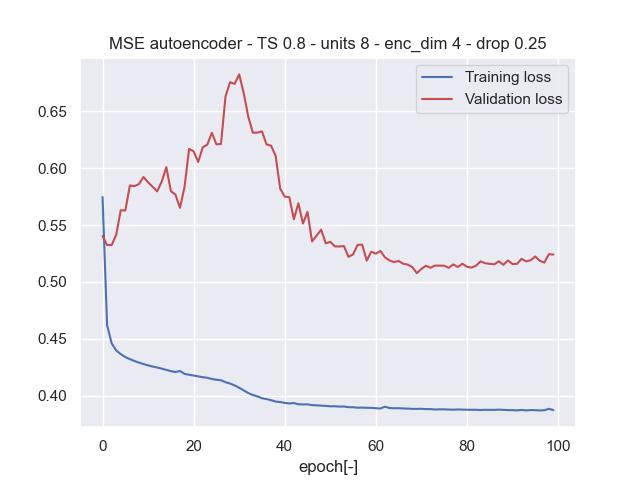 MSE autoencoder - TS 0.8 - units 8 - enc_dim 4 - drop 0.25
Training loss
Validation loss
0.65
0.60
0.55
0.50
0.45
0.40
0 20 40 60 80 100
epoch[-]